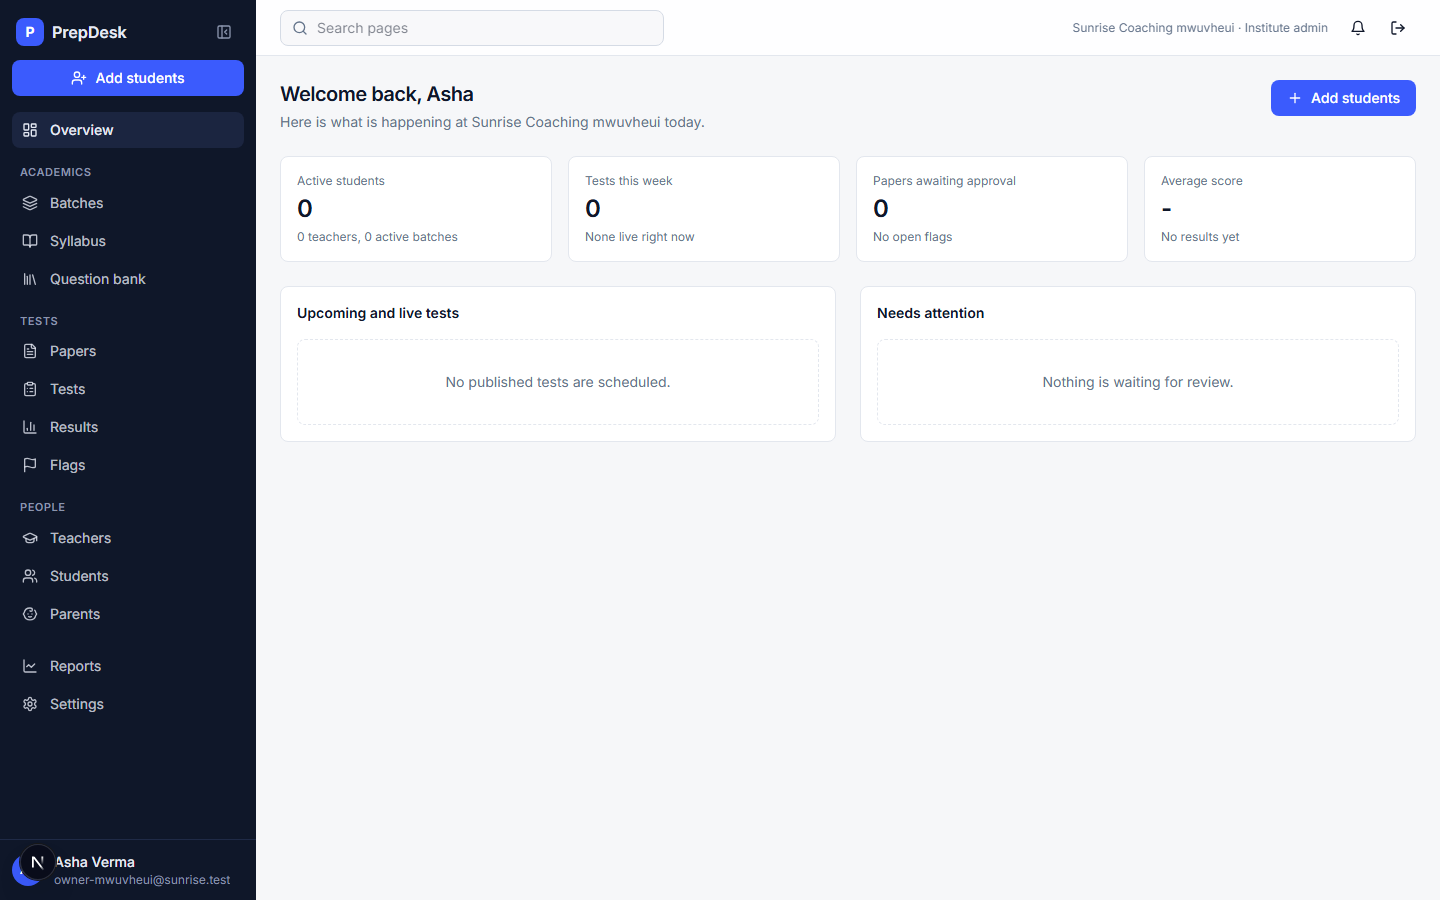 P PrepDesk
Add students
Overview
ACADEMICS
Batches
Syllabus
Question bank
TESTS
Papers
Tests
Results
Flags
PEOPLE
Teachers
Students
Parents
Reports
Settings
N
Asha Verma
owner-mwuvheui@sunrise.test
Search pages
Sunrise Coaching mwuvheui · Institute admin
Welcome back, Asha
Here is what is happening at Sunrise Coaching mwuvheui today.
+ Add students
Active students
0
0 teachers, 0 active batches
Tests this week
0
None live right now
Papers awaiting approval
0
No open flags
Average score
-
No results yet
Upcoming and live tests
No published tests are scheduled.
Needs attention
Nothing is waiting for review.